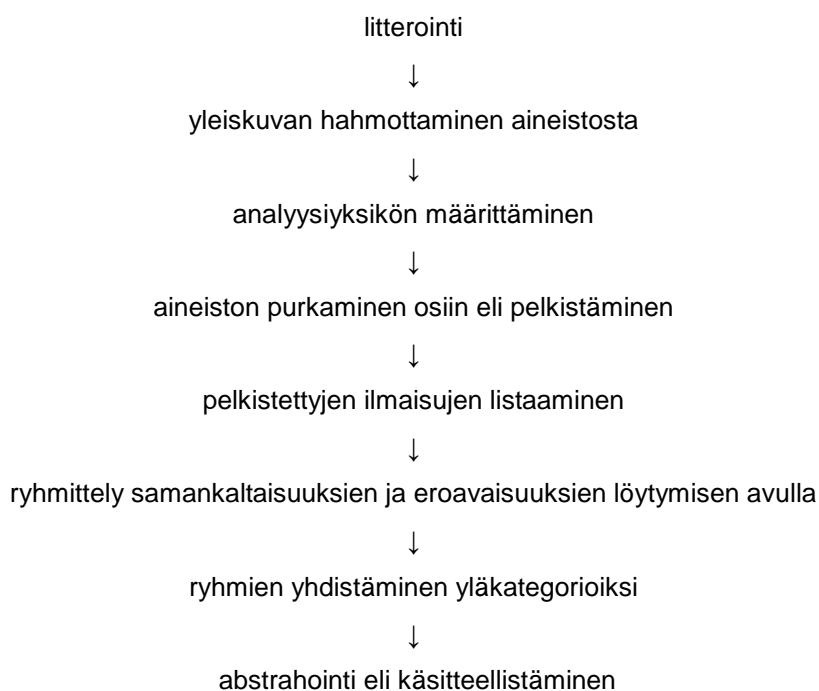 litterointi
↓
yleiskuvan hahmottaminen aineistosta
↓
analyysiyksikön määrittäminen
↓
aineiston purkaminen osiin eli pelkistäminen
↓
pelkistettyjen ilmaisujen listaaminen
↓
ryhmittely samankaltaisuuksien ja eroavaisuuksien löytymisen avulla
↓
ryhmien yhdistäminen yläkategorioiksi
↓
abstrahointi eli käsitteellistäminen